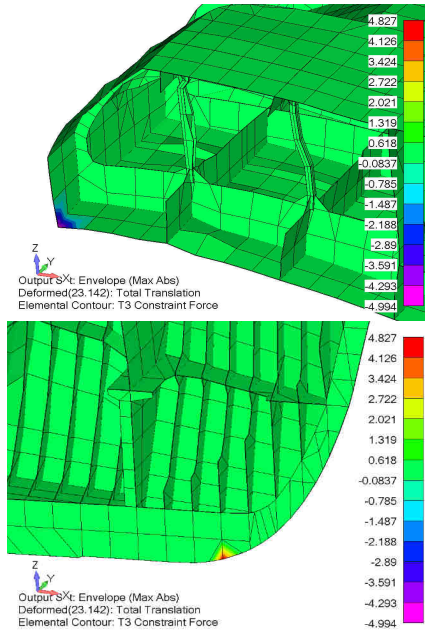 4.827
4.126
3.424
2.722
2.021
1.319
0.618
-0.0837
-0.785
-1.487
-2.188
-2.89
-3.591
-4.293
-4.994
Z
Y
X
Output Set: Envelope (Max Abs)
Deformed(23.142): Total Translation
Elemental Contour: T3 Constraint Force
4.827
4.126
3.424
2.722
2.021
1.319
0.618
-0.0837
-0.785
-1.487
-2.188
-2.89
-3.591
-4.293
-4.994
Z
Y
X
Output Set: Envelope (Max Abs)
Deformed(23.142): Total Translation
Elemental Contour: T3 Constraint Force